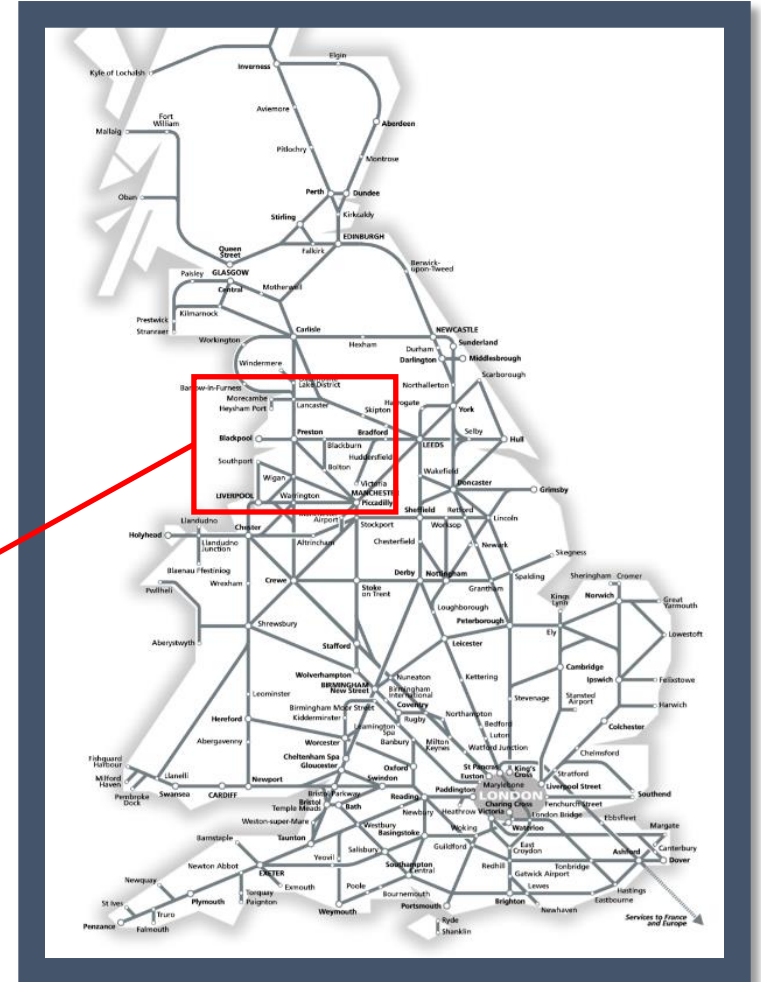 Elgin
Inverness
Kyle of Lochalsh
Aviemore
Fort
William
Mallaig
Aberdeen
Pitlochry
Montrose
Perth
Dundee
Oban
Stirling
Kirkcaldy
EDINBURGH
Queen
Street
Falkirk
Berwick-
upon-Tweed
Paisley
GLASGOW
Central
Motherwell
Prestwick
Kilmarnock
Stranraer
Carlisle
NEWCASTLE
Workington
Hexham
Durham
Sunderland
Darlington
Middlesbrough
Windermere
Scarborough
Lake District
Barrow-in-Furness
Northallerton
Morecambe
Lancaster
Harrogate
York
Heysham Port
Skipton
Preston
Bradford
Selby
Blackpool
Blackburn
LEEDS
Hull
Southport
Huddersfield
Bolton
Wakefield
Wigan
Victoria
Doncaster
LIVERPOOL
Warrington
MANCHESTER
Piccadilly
Grimsby
Sheffield
Retford
Llandudno
Airport
Stockport
Worksop
Lincoln
Holyhead
Chester
Llandudno
Junction
Altrincham
Chesterfield
Newark
Skegness
Blaenau Ffestiniog
Derby
Nottingham
Spalding
Sheringham
Cromer
Pwllheli
Wrexham
Crewe
Stoke
on Trent
Grantham
Kings
Lynn
Norwich
Great
Yarmouth
Loughborough
Peterborough
Shrewsbury
Ely
Lowestoft
Aberystwyth
Stafford
Leicester
Wolverhampton
Cambridge
BIRMINGHAM
New Street
Nuneaton
Kettering
Ipswich
Felixstowe
Birmingham
International
Leominster
Stevenage
Stansted
Airport
Birmingham Moor Street
Coventry
Harwich
Kidderminster
Rugby
Northampton
Hereford
Leamington
Spa
Bedford
Colchester
Abergavenny
Worcester
Banbury
Milton
Keynes
Luton
Watford Junction
Chelmsford
Fishguard
Harbour
Cheltenham Spa
Gloucester
Oxford
St Pancras
King's
Cross
Euston
Stratford
Milford
Haven
Llanelli
Newport
Swindon
Marylebone
Liverpool Street
Pembroke
Dock
Swansea
CARDIFF
Bristol Parkway
Reading
Paddington
LONDON
Southend
Bristol
Temple Meads
Bath
Newbury
Heathrow
Victoria
Charing Cross
Fenchurch Street
London Bridge
Ebbsfleet
Weston-super-Mare
Westbury
Basingstoke
Woking
Waterloo
Margate
Barnstaple
Taunton
Salisbury
Guildford
East
Croydon
Canterbury
Newton Abbot
Yeovil
Southampton
Central
Redhill
Tonbridge
Ashford
Dover
Gatwick Airport
Newquay
EXETER
Exmouth
Poole
Lewes
Hastings
St Ives
Plymouth
Torquay
Paignton
Bournemouth
Portsmouth
Brighton
Eastbourne
Newhaven
Truro
Weymouth
Ryde
Services to France
and Europe
Penzance
Falmouth
Shanklin